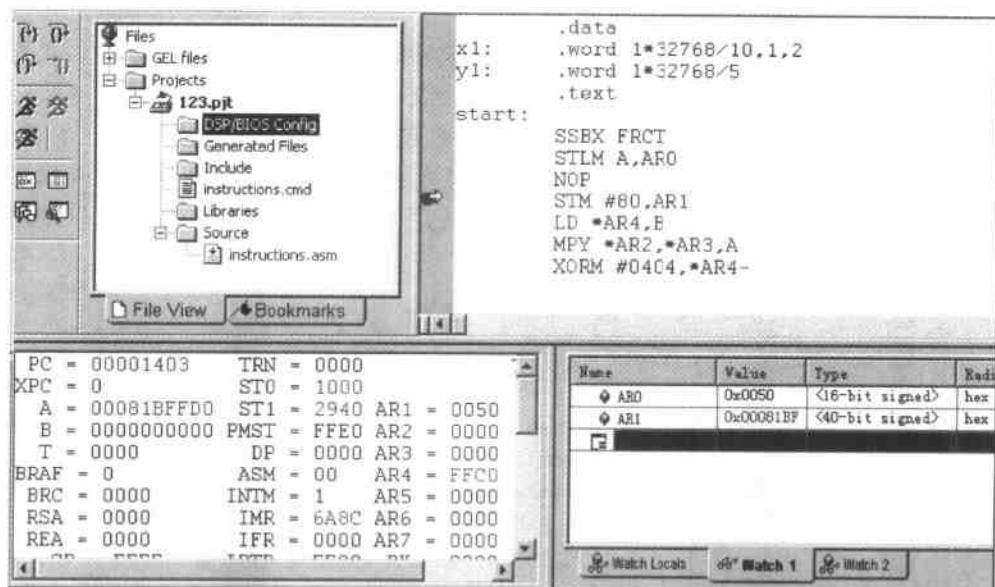 Files
GEL files
Projects
123.pjt
DSP/BIOS Config
Generated Files
Include
instructions.cmd
Libraries
Source
instructions.asm
File View
Bookmarks
.data
x1: .word 1*32768/10,1,2
y1: .word 1*32768/5
.text
start:
SSBX FRCT
STLM A,AR0
NOP
STM #80,AR1
LD *AR4,B
MPY *AR2,*AR3,A
XORM #0404,*AR4-
PC = 00001403 TRN = 0000
XPC = 0 ST0 = 1000
A = 00081BFFD0 ST1 = 2940 AR1 = 0050
B = 0000000000 PMST = FFE0 AR2 = 0000
T = 0000 DP = 0000 AR3 = 0000
BRAF = 0 ASM = 00 AR4 = FFC0
BRC = 0000 INTM = 1 AR5 = 0000
RSA = 0000 IMR = 6A8C AR6 = 0000
REA = 0000 IFR = 0000 AR7 = 0000
Name Value Type Radi
AR0 0x0050 <16-bit signed> hex
AR1 0x00081BF <40-bit signed> hex
Watch Locals
Watch 1
Watch 2